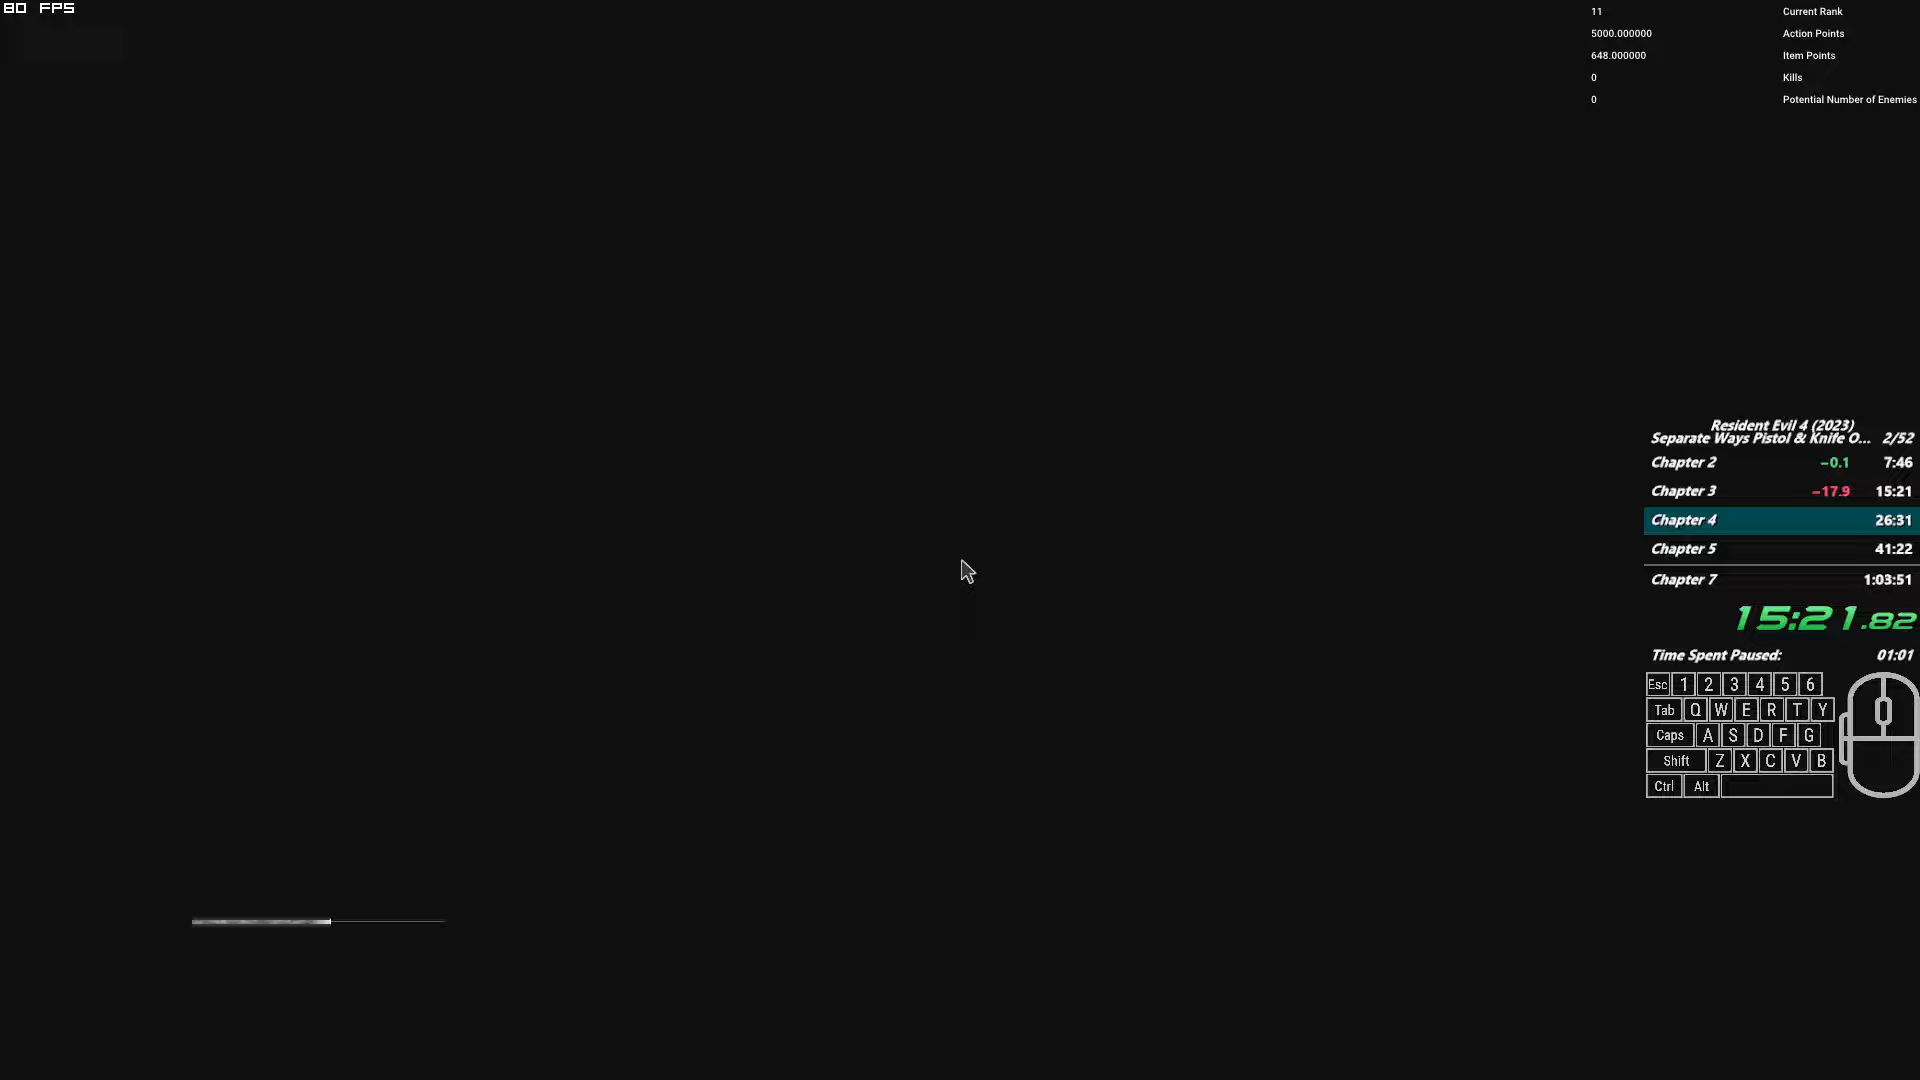 80 FPS
11 Current Rank
5000.000000 Action Points
648.000000 Item Points
0 Kills
0 Potential Number of Enemies
Resident Evil 4 (2023)
Separate Ways Pistol & Knife O... 2/52
Chapter 2 −0.1 7:46
Chapter 3 −17.9 15:21
Chapter 4 26:31
Chapter 5 41:22
Chapter 7 1:03:51
15:21.82
Time Spent Paused: 01:01
Esc 1 2 3 4 5 6
Tab Q W E R T Y
Caps A S D F G
Shift Z X C V B
Ctrl Alt